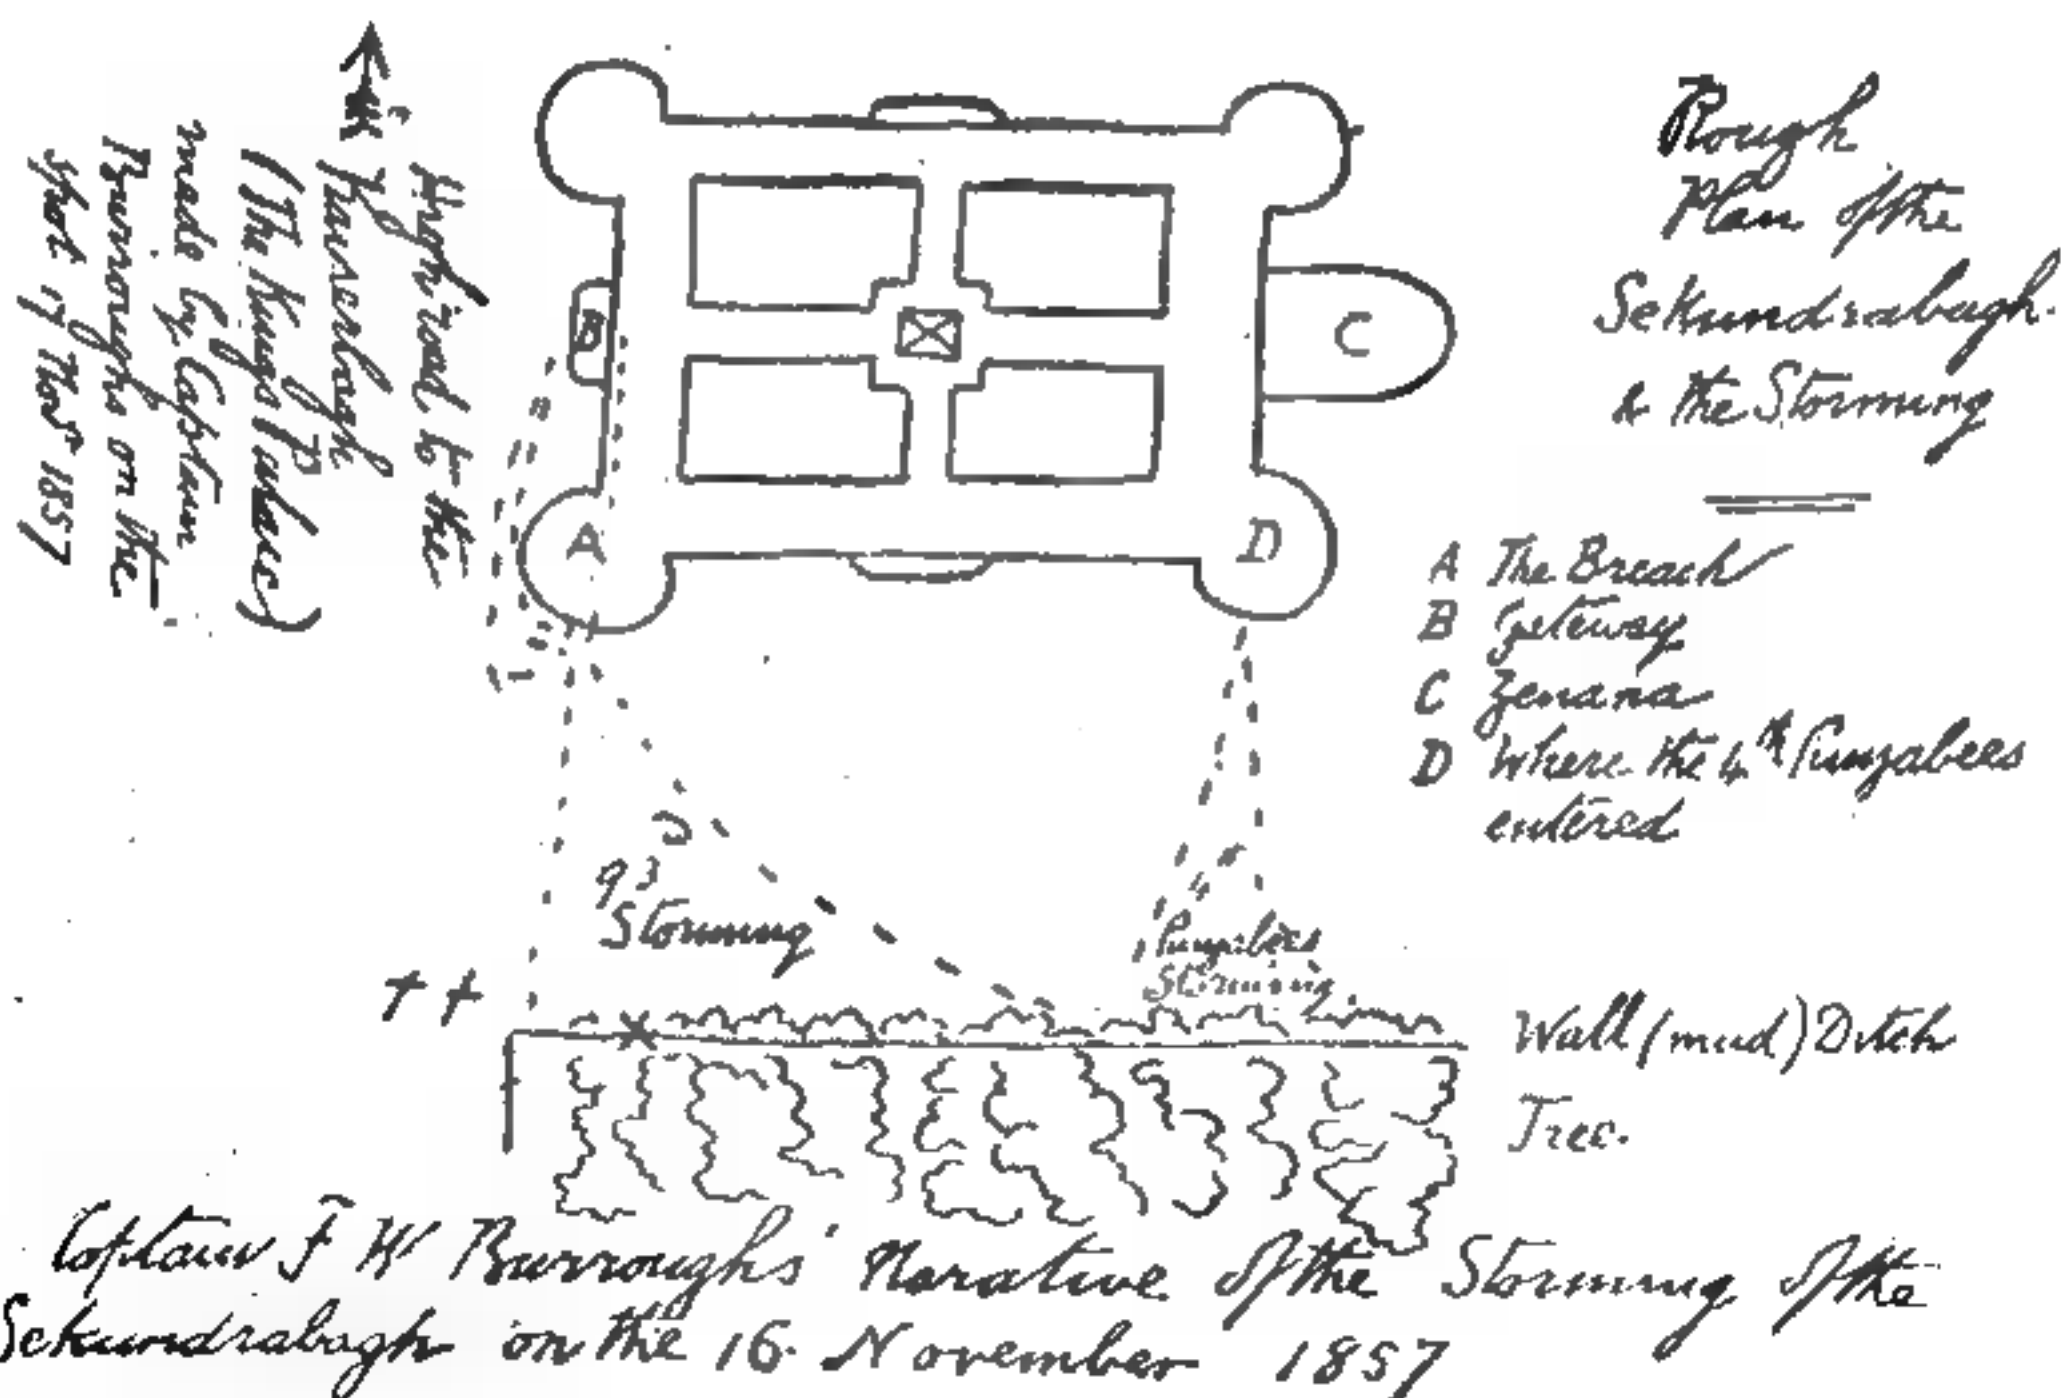 Rough
Plan of the
Sekundrabagh
& the Storming
A The Breach
B Gateway
C Zenana
D Where the 4th Punjabees
entered
High road to the
Kaiserbagh
(The Kings Palace)
made by Captain
Burroughs on the
spot 17 Nov 1857
B
C
A
D
93
Storming
4
Punjabees
Storming
Wall (mud) Ditch
Tree.
Captain F W Burroughs' Narative of the Storming of the
Sekundrabagh on the 16. November 1857